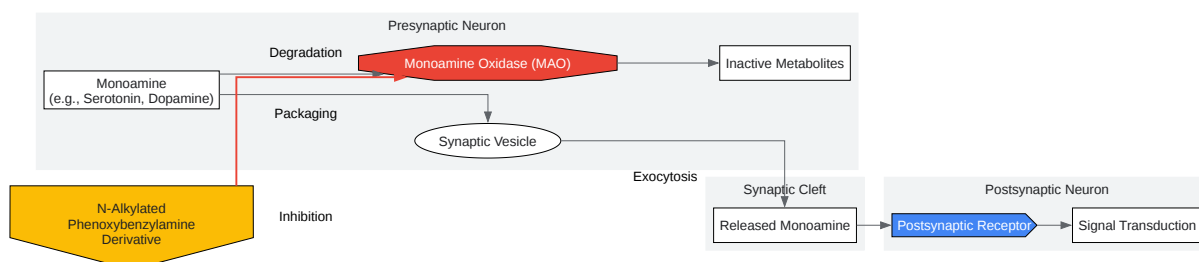 Presynaptic Neuron
Degradation
Monoamine Oxidase (MAO)
Inactive Metabolites
Monoamine
(e.g., Serotonin, Dopamine)
Packaging
Synaptic Vesicle
Exocytosis
Synaptic Cleft
Postsynaptic Neuron
N-Alkylated
Phenoxybenzylamine
Derivative
Inhibition
Released Monoamine
Postsynaptic Receptor
Signal Transduction